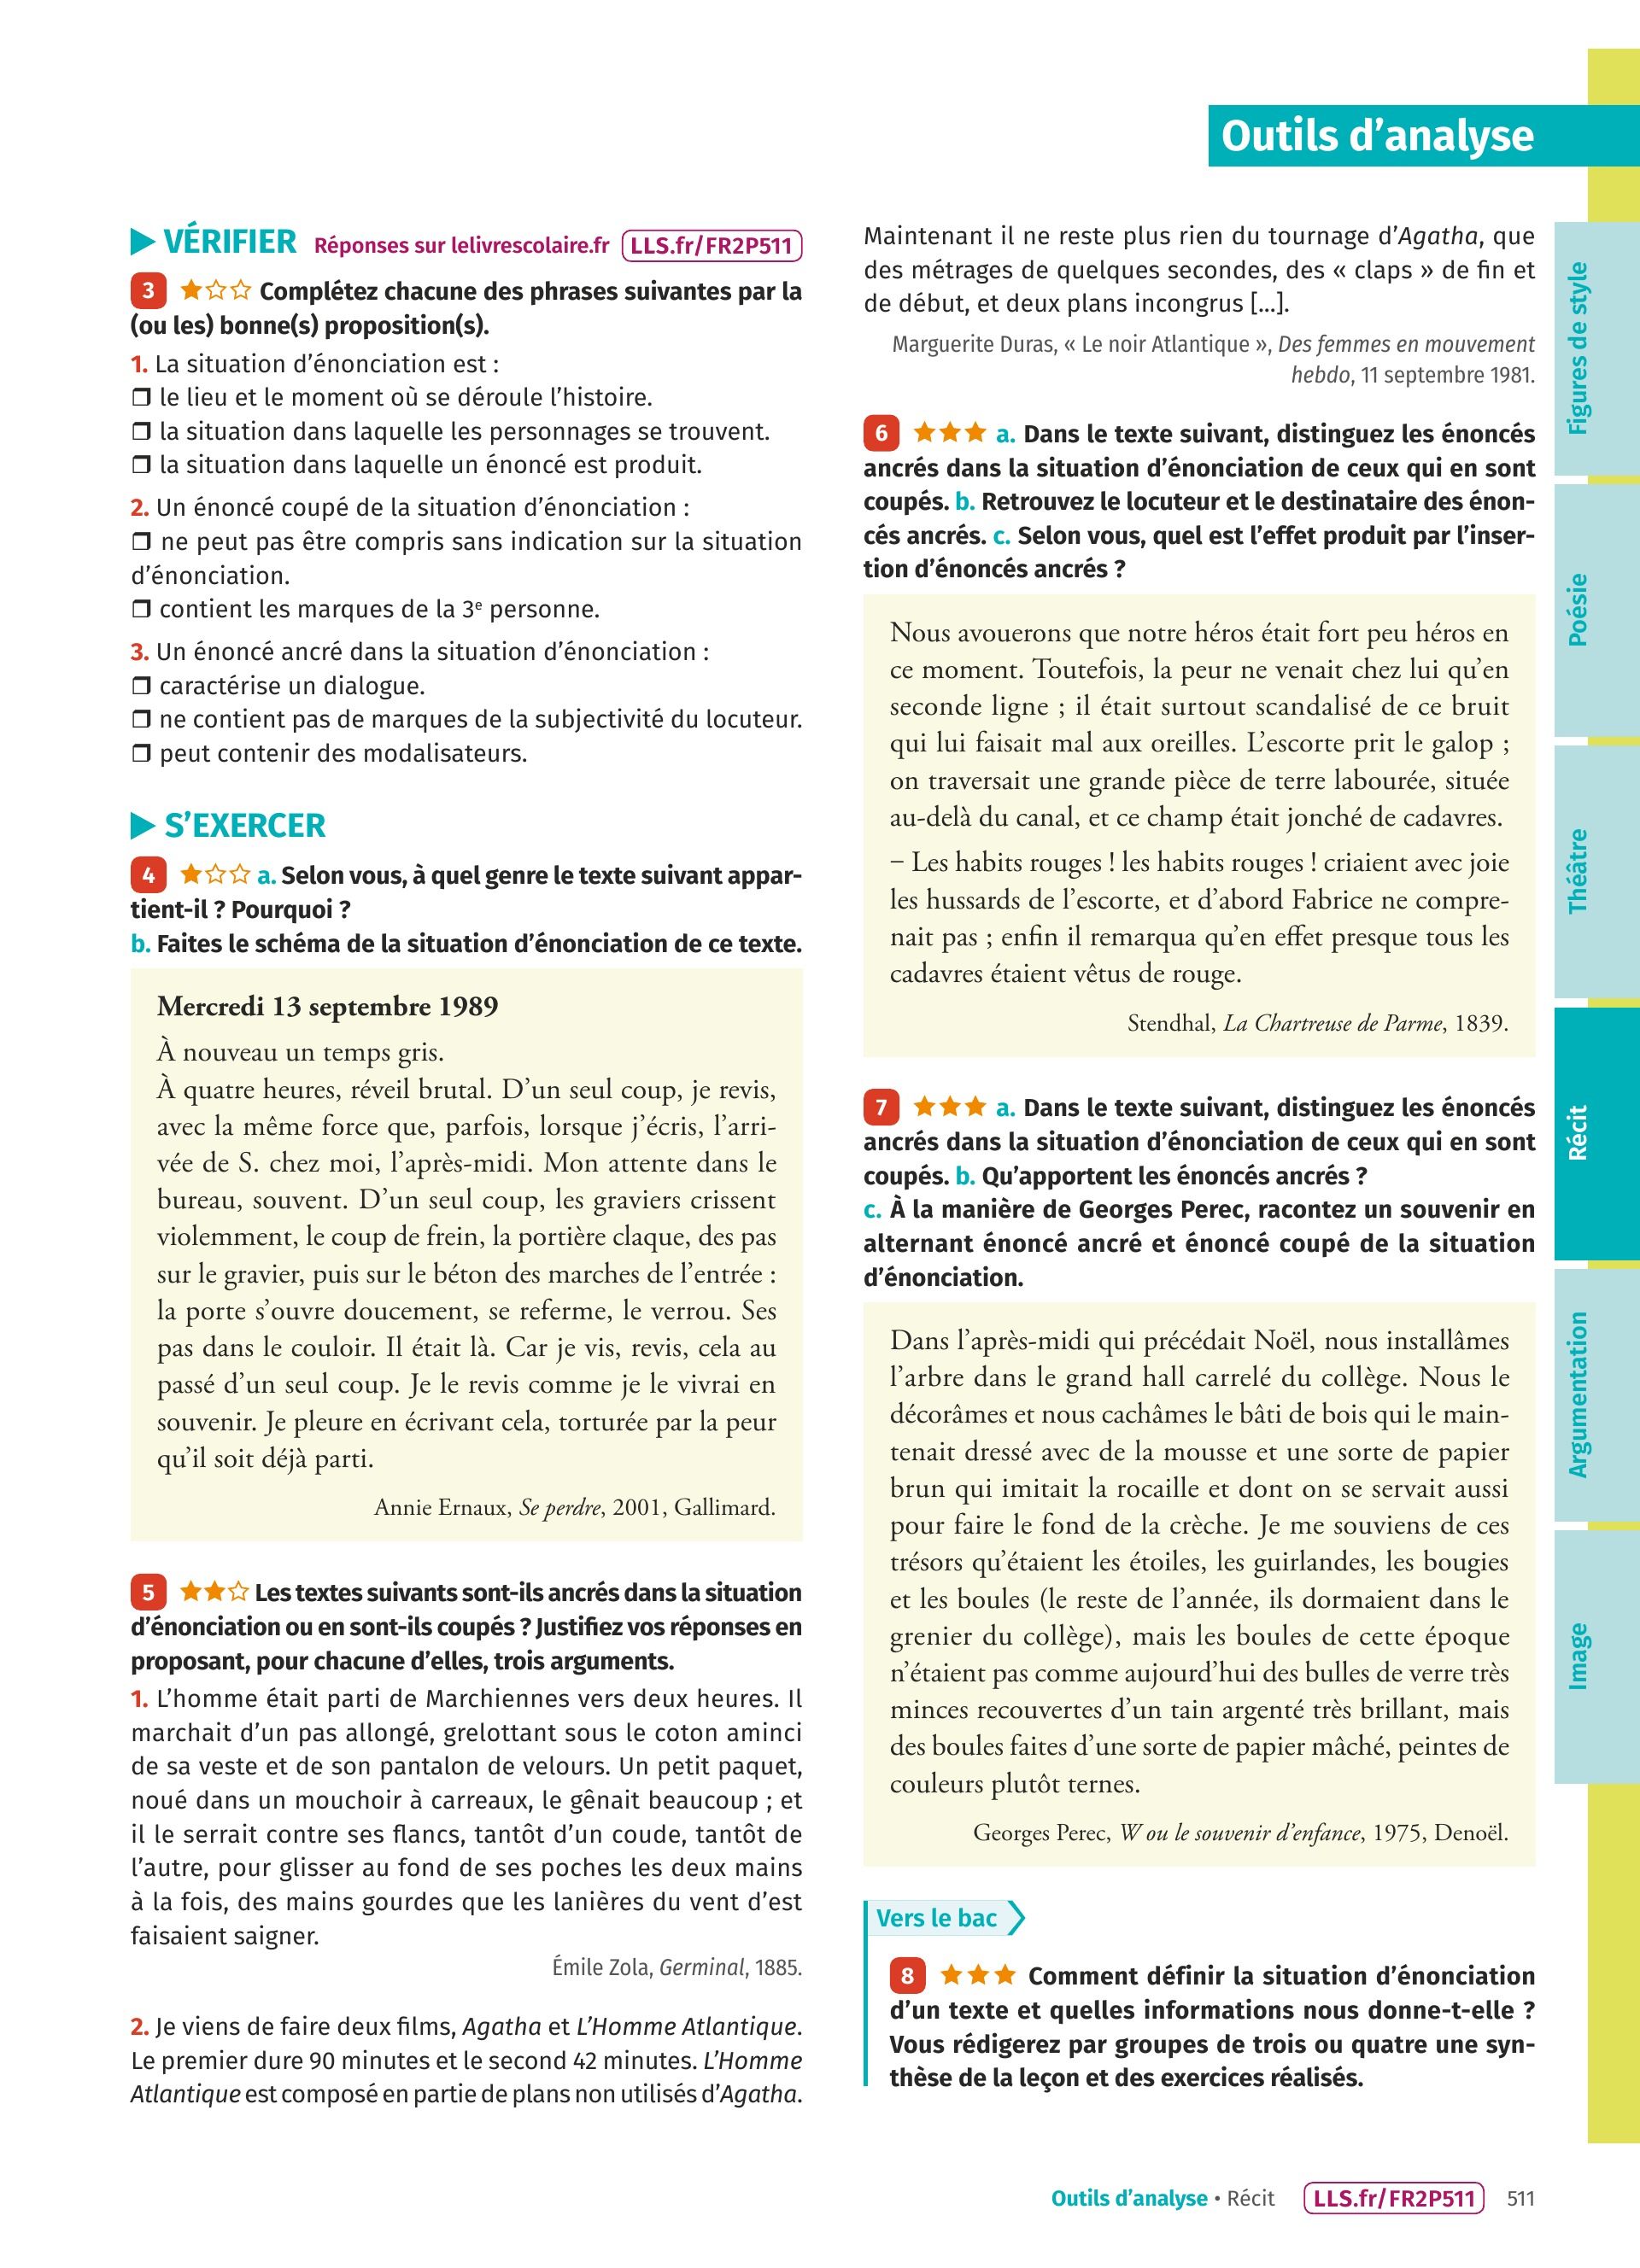 Outils d'analyse
▶ VÉRIFIER Réponses sur lelivrescolaire.fr LLS.fr/FR2P511
3 ★☆☆ Complétez chacune des phrases suivantes par la
(ou les) bonne(s) proposition(s).
1. La situation d'énonciation est :
❒ le lieu et le moment où se déroule l'histoire.
❒ la situation dans laquelle les personnages se trouvent.
❒ la situation dans laquelle un énoncé est produit.
2. Un énoncé coupé de la situation d'énonciation :
❒ ne peut pas être compris sans indication sur la situation
d'énonciation.
❒ contient les marques de la 3e personne.
3. Un énoncé ancré dans la situation d'énonciation :
❒ caractérise un dialogue.
❒ ne contient pas de marques de la subjectivité du locuteur.
❒ peut contenir des modalisateurs.
▶ S'EXERCER
4 ★☆☆ a. Selon vous, à quel genre le texte suivant appar-
tient-il ? Pourquoi ?
b. Faites le schéma de la situation d'énonciation de ce texte.
Mercredi 13 septembre 1989
À nouveau un temps gris.
À quatre heures, réveil brutal. D'un seul coup, je revis,
avec la même force que, parfois, lorsque j'écris, l'arri-
vée de S. chez moi, l'après-midi. Mon attente dans le
bureau, souvent. D'un seul coup, les graviers crissent
violemment, le coup de frein, la portière claque, des pas
sur le gravier, puis sur le béton des marches de l'entrée :
la porte s'ouvre doucement, se referme, le verrou. Ses
pas dans le couloir. Il était là. Car je vis, revis, cela au
passé d'un seul coup. Je le revis comme je le vivrai en
souvenir. Je pleure en écrivant cela, torturée par la peur
qu'il soit déjà parti.
Annie Ernaux, Se perdre, 2001, Gallimard.
5 ★★☆ Les textes suivants sont-ils ancrés dans la situation
d'énonciation ou en sont-ils coupés ? Justifiez vos réponses en
proposant, pour chacune d'elles, trois arguments.
1. L'homme était parti de Marchiennes vers deux heures. Il
marchait d'un pas allongé, grelottant sous le coton aminci
de sa veste et de son pantalon de velours. Un petit paquet,
noué dans un mouchoir à carreaux, le gênait beaucoup ; et
il le serrait contre ses flancs, tantôt d'un coude, tantôt de
l'autre, pour glisser au fond de ses poches les deux mains
à la fois, des mains gourdes que les lanières du vent d'est
faisaient saigner.
Émile Zola, Germinal, 1885.
2. Je viens de faire deux films, Agatha et L'Homme Atlantique.
Le premier dure 90 minutes et le second 42 minutes. L'Homme
Atlantique est composé en partie de plans non utilisés d'Agatha.
Maintenant il ne reste plus rien du tournage d'Agatha, que
des métrages de quelques secondes, des « claps » de fin et
de début, et deux plans incongrus [...].
Marguerite Duras, « Le noir Atlantique », Des femmes en mouvement
hebdo, 11 septembre 1981.
6 ★★★ a. Dans le texte suivant, distinguez les énoncés
ancrés dans la situation d'énonciation de ceux qui en sont
coupés. b. Retrouvez le locuteur et le destinataire des énon-
cés ancrés. c. Selon vous, quel est l'effet produit par l'inser-
tion d'énoncés ancrés ?
Nous avouerons que notre héros était fort peu héros en
ce moment. Toutefois, la peur ne venait chez lui qu'en
seconde ligne ; il était surtout scandalisé de ce bruit
qui lui faisait mal aux oreilles. L'escorte prit le galop ;
on traversait une grande pièce de terre labourée, située
au-delà du canal, et ce champ était jonché de cadavres.
– Les habits rouges ! les habits rouges ! criaient avec joie
les hussards de l'escorte, et d'abord Fabrice ne compre-
nait pas ; enfin il remarqua qu'en effet presque tous les
cadavres étaient vêtus de rouge.
Stendhal, La Chartreuse de Parme, 1839.
7 ★★★ a. Dans le texte suivant, distinguez les énoncés
ancrés dans la situation d'énonciation de ceux qui en sont
coupés. b. Qu'apportent les énoncés ancrés ?
c. À la manière de Georges Perec, racontez un souvenir en
alternant énoncé ancré et énoncé coupé de la situation
d'énonciation.
Dans l'après-midi qui précédait Noël, nous installâmes
l'arbre dans le grand hall carrelé du collège. Nous le
décorâmes et nous cachâmes le bâti de bois qui le main-
tenait dressé avec de la mousse et une sorte de papier
brun qui imitait la rocaille et dont on se servait aussi
pour faire le fond de la crèche. Je me souviens de ces
trésors qu'étaient les étoiles, les guirlandes, les bougies
et les boules (le reste de l'année, ils dormaient dans le
grenier du collège), mais les boules de cette époque
n'étaient pas comme aujourd'hui des bulles de verre très
minces recouvertes d'un tain argenté très brillant, mais
des boules faites d'une sorte de papier mâché, peintes de
couleurs plutôt ternes.
Georges Perec, W ou le souvenir d'enfance, 1975, Denoël.
Vers le bac
8 ★★★ Comment définir la situation d'énonciation
d'un texte et quelles informations nous donne-t-elle ?
Vous rédigerez par groupes de trois ou quatre une syn-
thèse de la leçon et des exercices réalisés.
Figures de style
Poésie
Théâtre
Récit
Argumentation
Image
Outils d'analyse • Récit LLS.fr/FR2P511 511